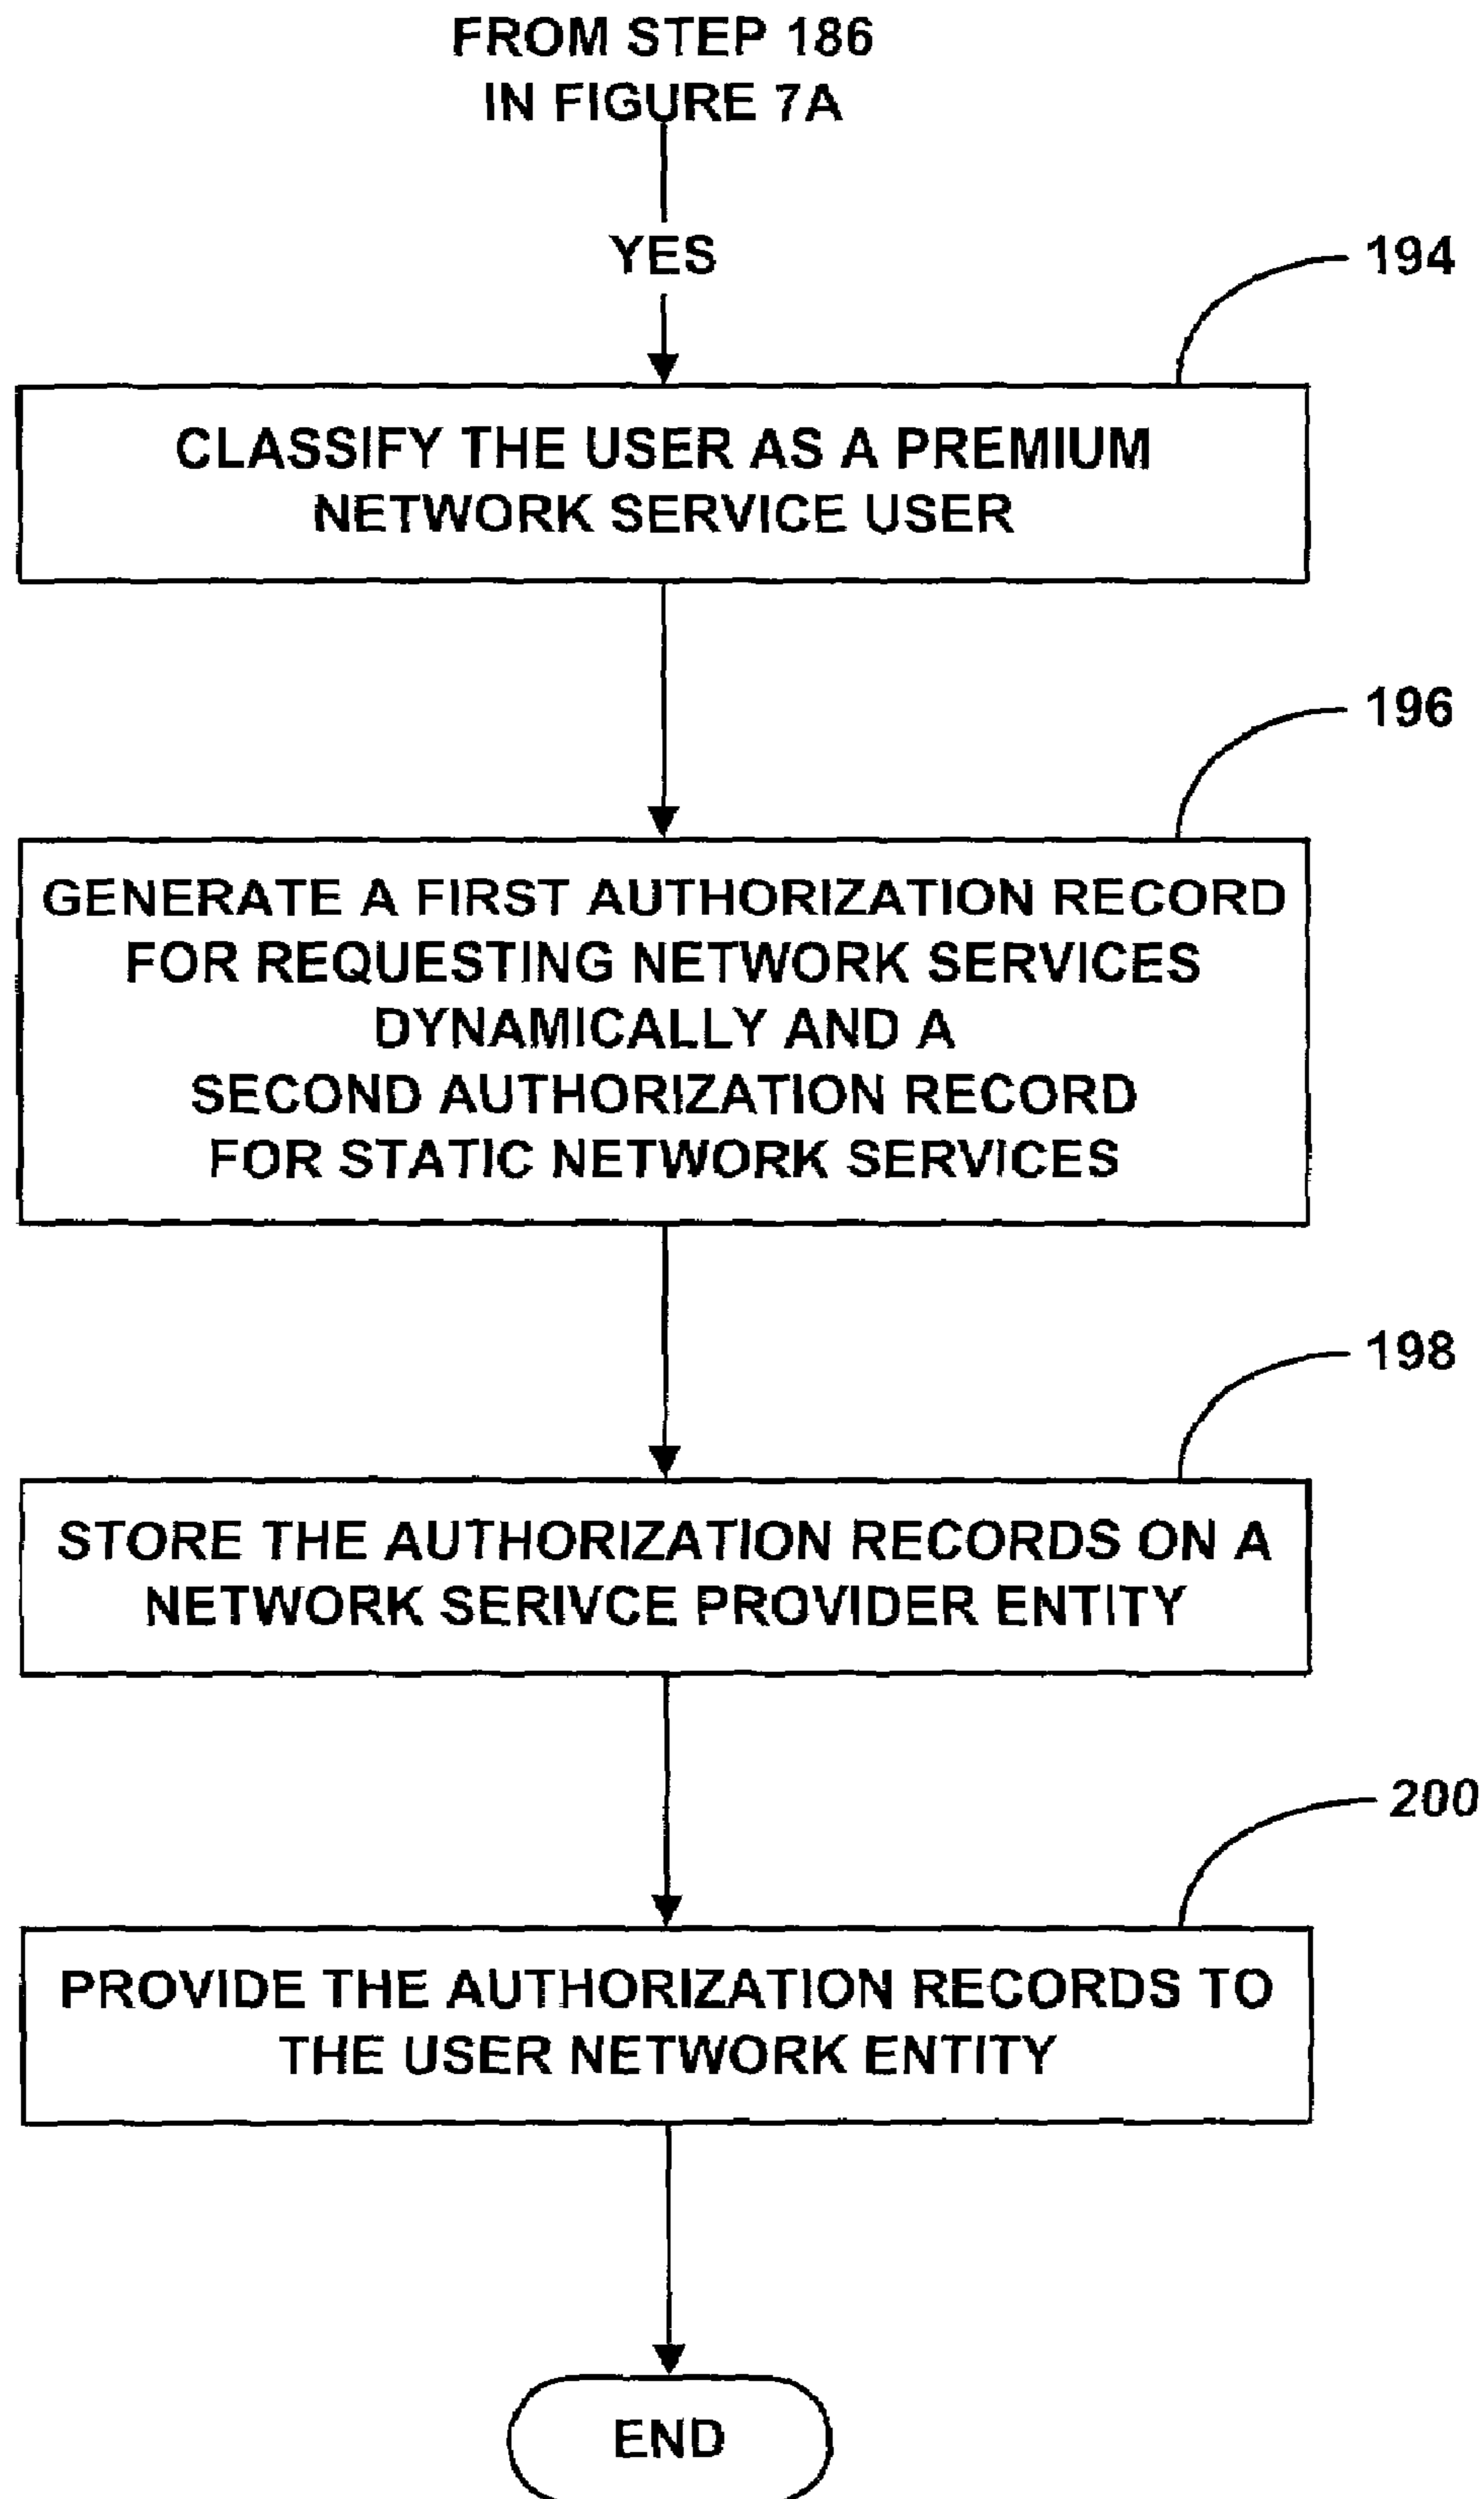 FROM STEP 186
IN FIGURE 7A
YES
194
CLASSIFY THE USER AS A PREMIUM
NETWORK SERVICE USER
196
GENERATE A FIRST AUTHORIZATION RECORD
FOR REQUESTING NETWORK SERVICES
DYNAMICALLY AND A
SECOND AUTHORIZATION RECORD
FOR STATIC NETWORK SERVICES
198
STORE THE AUTHORIZATION RECORDS ON A
NETWORK SERIVCE PROVIDER ENTITY
200
PROVIDE THE AUTHORIZATION RECORDS TO
THE USER NETWORK ENTITY
END